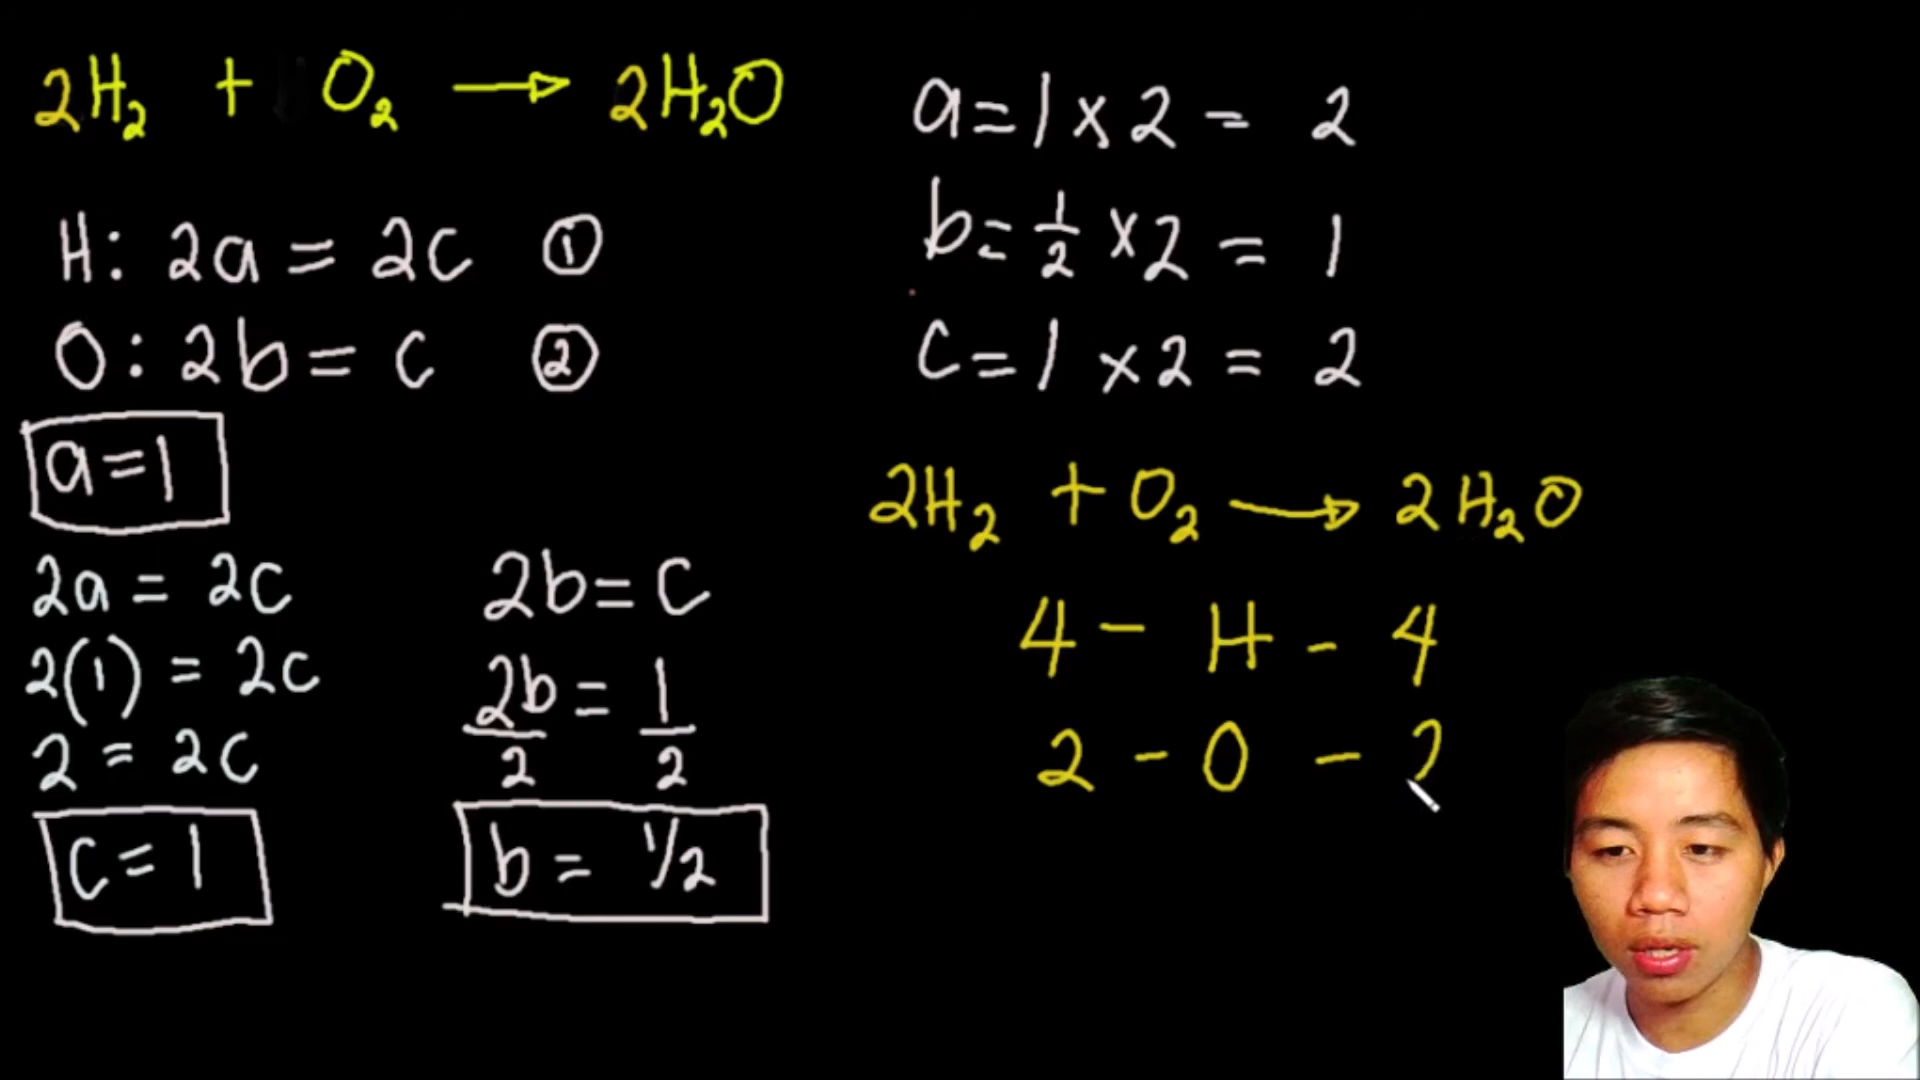 2H₂ + O₂ → 2H₂O
H: 2a = 2c ①
O: 2b = c ②
a=1
2a = 2c
2(1) = 2c
2 = 2c
c = 1
2b = c
2b/2 = 1/2
b = 1/2
a = 1 x 2 = 2
b = 1/2 x 2 = 1
c = 1 x 2 = 2
2H₂ + O₂ → 2H₂O
4 - H - 4
2 - O - 2